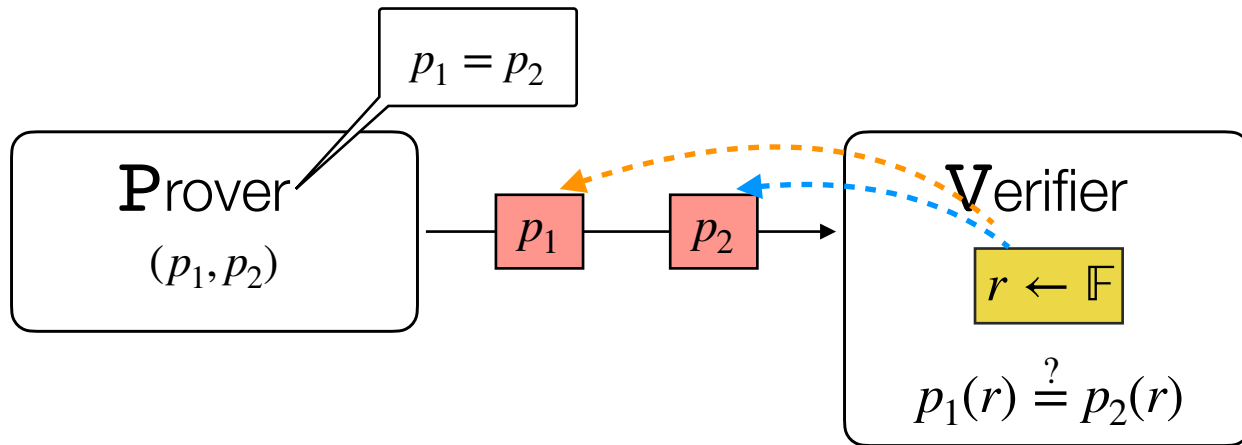 p₁ = p₂
Prover
(p₁, p₂)
p₁
p₂
Verifier
r ← 𝔽
p₁(r) ≟ p₂(r)